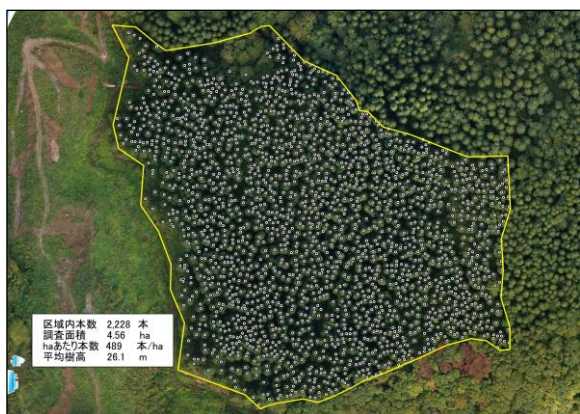 区域内本数 2,228 本
調査面積 4.56 ha
haあたり本数 489 本/ha
平均樹高 26.1 m